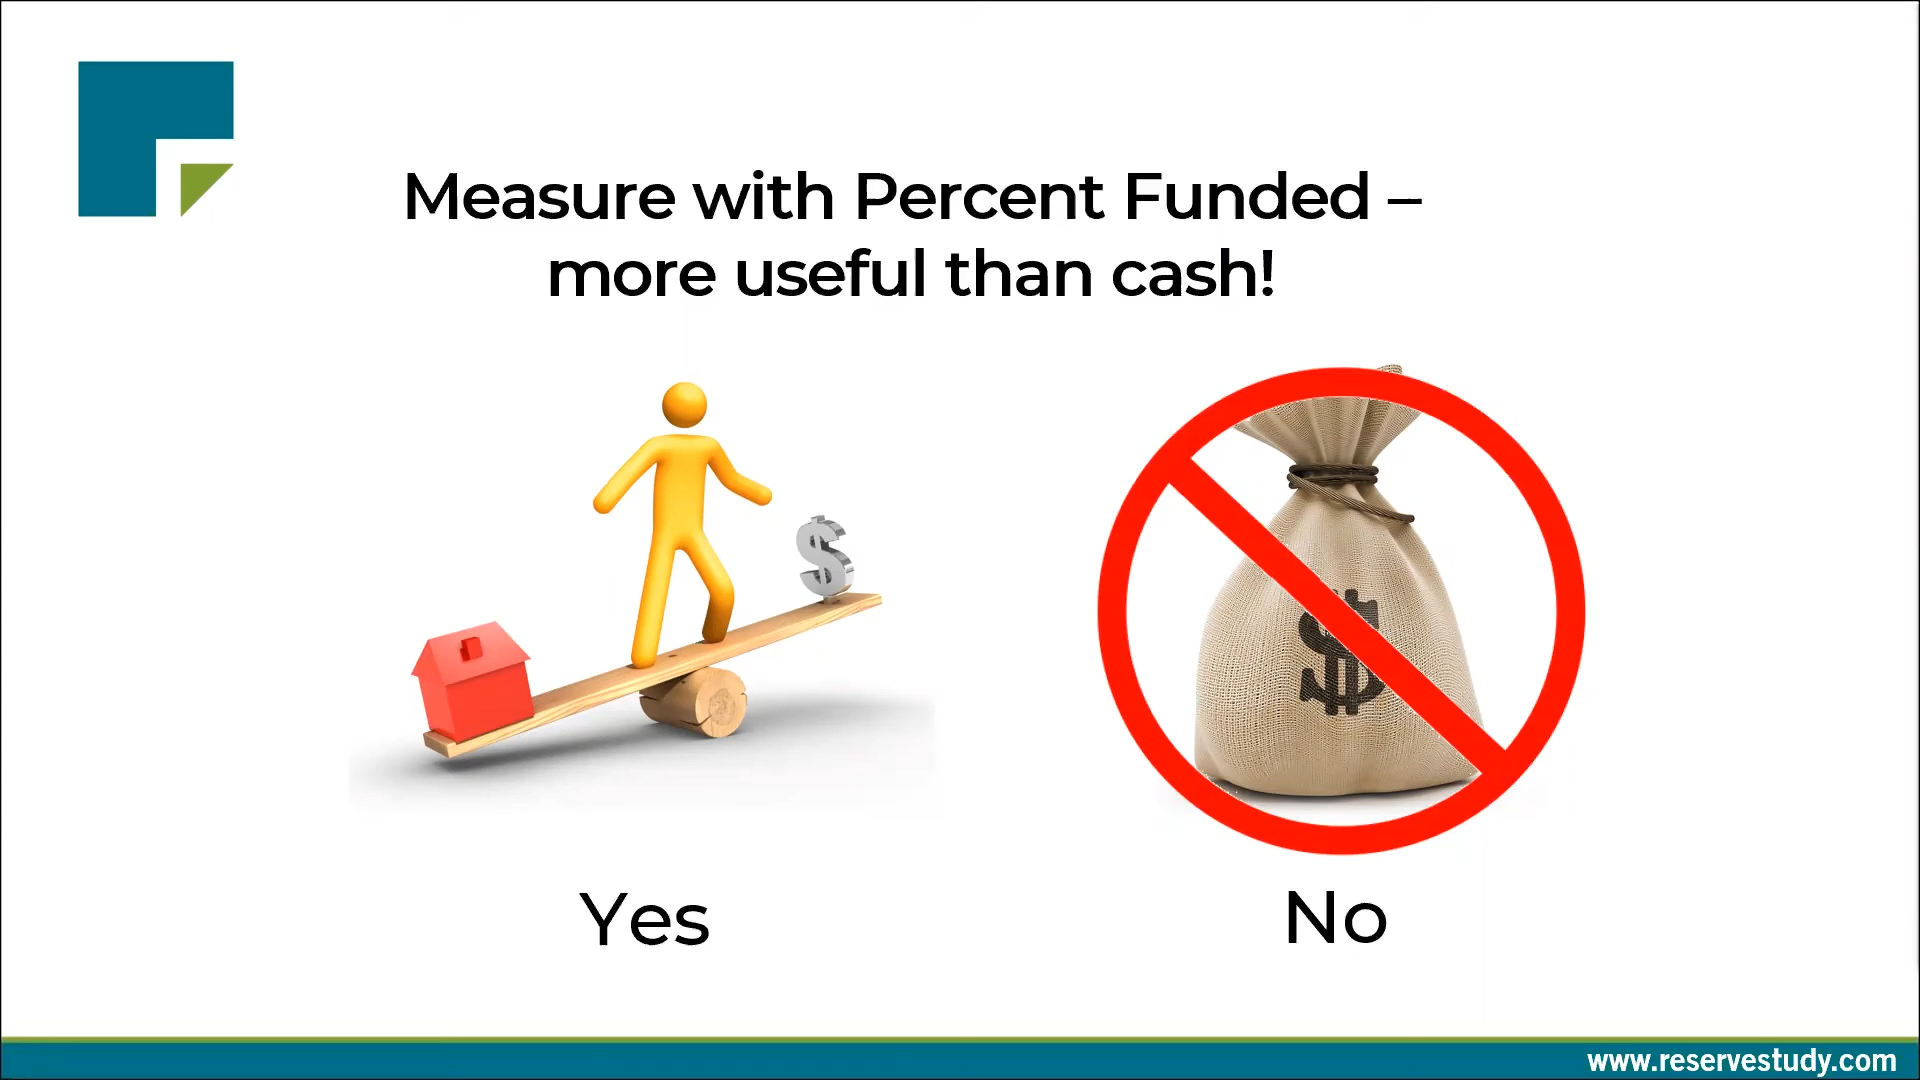 Measure with Percent Funded –
more useful than cash!
$
$
Yes
No
www.reservestudy.com